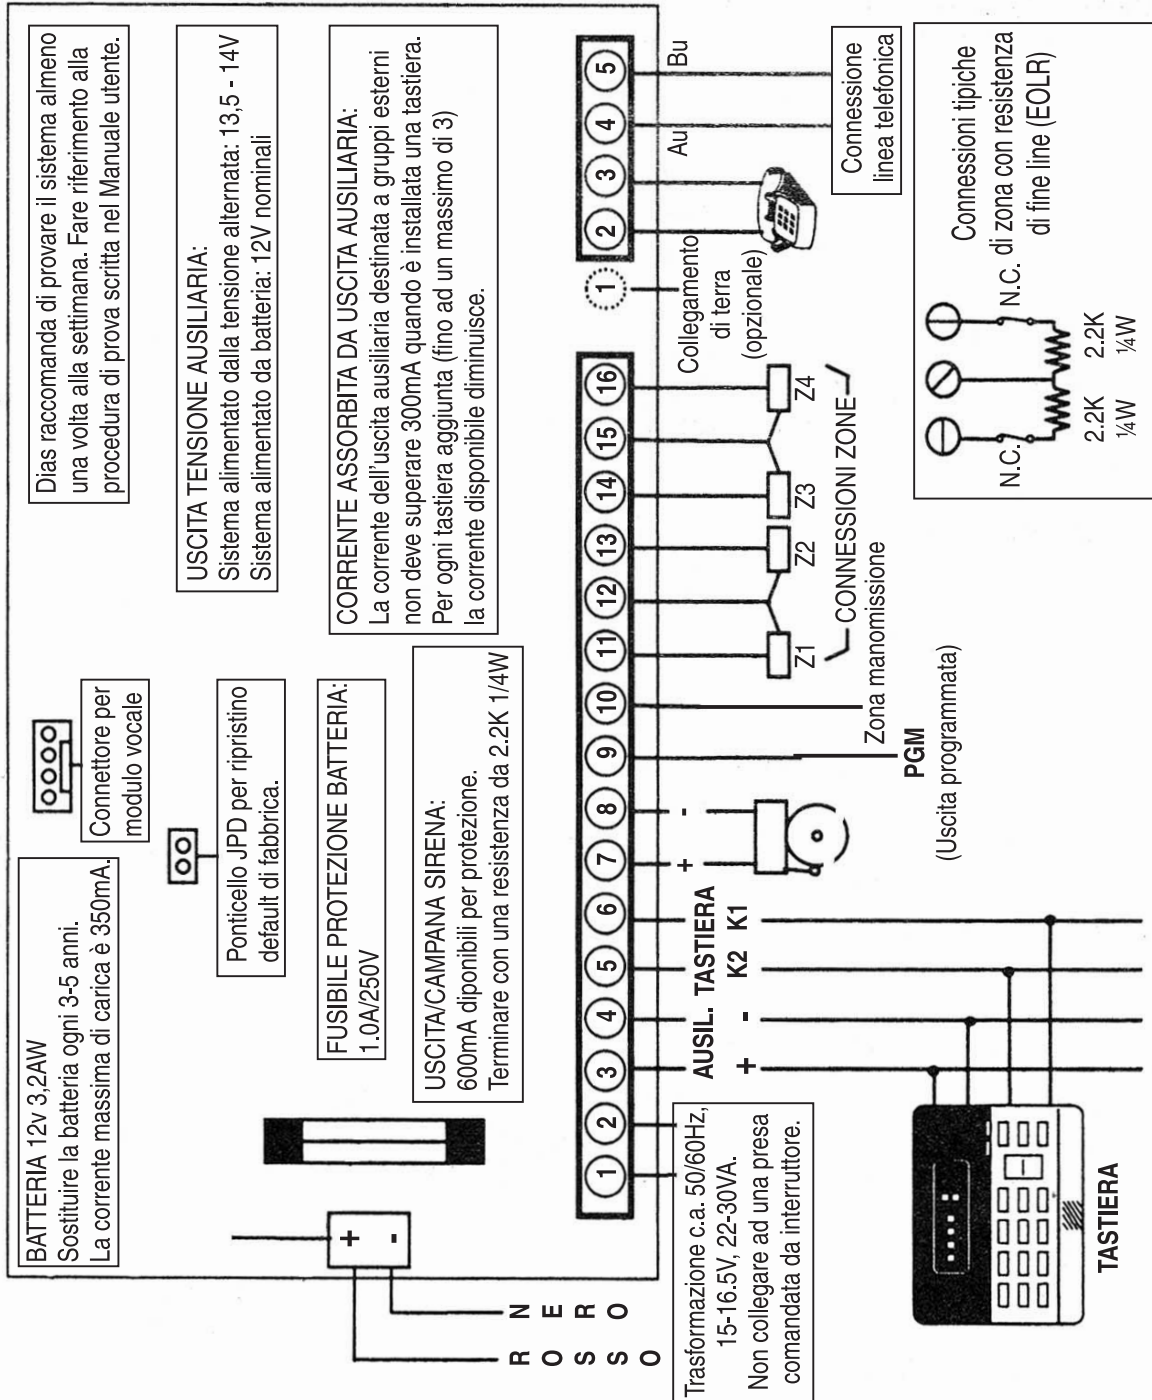 BATTERIA 12v 3,2AW
Sostituire la batteria ogni 3-5 anni.
La corrente massima di carica è 350mA.
Connettore per
modulo vocale
Dias raccomanda di provare il sistema almeno
una volta alla settimana. Fare riferimento alla
procedura di prova scritta nel Manuale utente.
Ponticello JPD per ripristino
default di fabbrica.
USCITA TENSIONE AUSILIARIA:
Sistema alimentato dalla tensione alternata: 13,5 - 14V
Sistema alimentato da batteria: 12V nominali
FUSIBILE PROTEZIONE BATTERIA:
1.0A/250V
CORRENTE ASSORBITA DA USCITA AUSILIARIA:
La corrente dell'uscita ausiliaria destinata a gruppi esterni
non deve superare 300mA quando è installata una tastiera.
Per ogni tastiera aggiunta (fino ad un massimo di 3)
la corrente disponibile diminuisce.
USCITA/CAMPANA SIRENA:
600mA diponibili per protezione.
Terminare con una resistenza da 2.2K 1/4W
+
-
ROSSO
NERO
1 2 3 4 5 6 7 8 9 10 11 12 13 14 15 16
1 2 3 4 5
Trasformazione c.a. 50/60Hz,
15-16.5V, 22-30VA.
Non collegare ad una presa
comandata da interruttore.
AUSIL. TASTIERA
+ - K2 K1
+ -
PGM
(Uscita programmata)
Zona manomissione
Z1 Z2 Z3 Z4
CONNESSIONI ZONE
Collegamento
di terra
(opzionale)
Au Bu
Connessione
linea telefonica
TASTIERA
Connessioni tipiche
di zona con resistenza
di fine line (EOLR)
N.C. N.C.
2.2K 2.2K
¼W ¼W